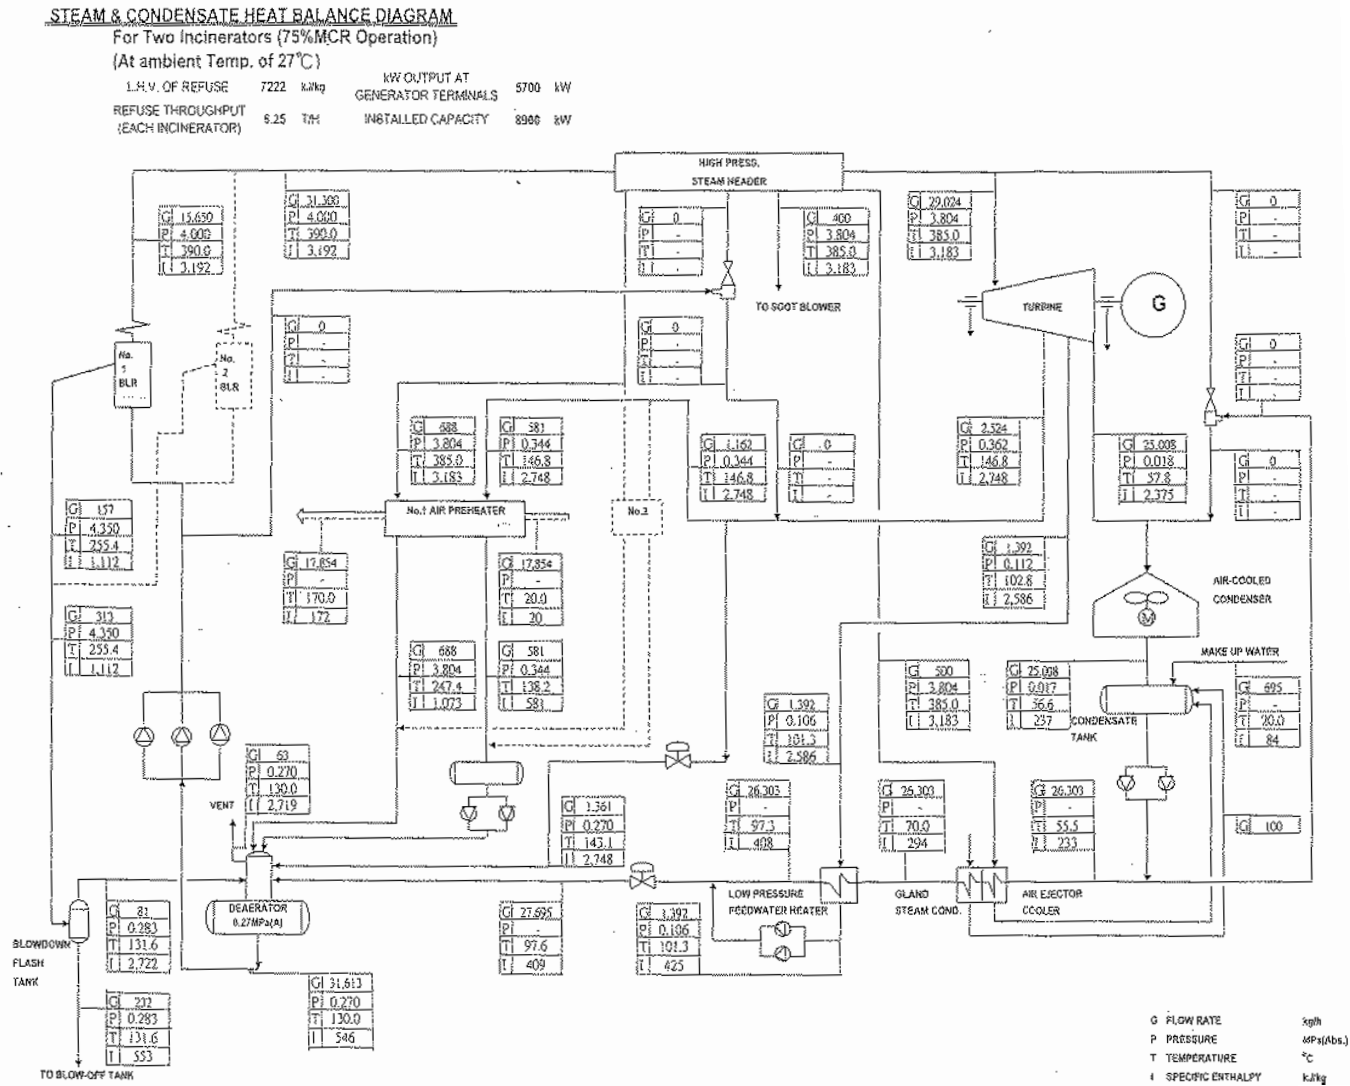 STEAM & CONDENSATE HEAT BALANCE DIAGRAM
For Two Incinerators (75%MCR Operation)
(At ambient Temp. of 27°C)
L.H.V. OF REFUSE 7222 kJ/kg
KW OUTPUT AT
GENERATOR TERMINALS 5700 kW
REFUSE THROUGHPUT
(EACH INCINERATOR) 6.25 T/H
INSTALLED CAPACITY 8900 kW
HIGH PRESS.
STEAM HEADER
G 15,650
P 4.000
T 390.0
I 3,192
G 31,300
P 4.000
T 390.0
I 3,192
G 0
P -
T -
I -
G 400
P 3.804
T 385.0
I 3,183
G 29,024
P 3.804
T 385.0
I 3,183
G 0
P -
T -
I -
TO SOOT BLOWER
TURBINE
G
G 0
P -
T -
I -
G 0
P -
T -
I -
G 0
P -
T -
I -
No.
1
BLR
No.
2
BLR
G 688
P 3.804
T 385.0
I 3,183
G 581
P 0.344
T 146.8
I 2,748
G 1,162
P 0.344
T 146.8
I 2,748
G 0
P -
T -
I -
G 2,524
P 0.362
T 146.8
I 2,748
G 25,008
P 0.018
T 57.8
I 2,375
G 0
P -
T -
I -
G 157
P 4.350
T 255.4
I 1,112
No.1 AIR PREHEATER
No.2
G 17,854
P -
T 170.0
I 172
G 17,854
P -
T 20.0
I 20
G 1,392
P 0.112
T 102.8
I 2,586
AIR-COOLED
CONDENSER
M
G 313
P 4.350
T 255.4
I 1,112
G 688
P 3.804
T 247.4
I 1,073
G 581
P 0.344
T 138.2
I 581
MAKE UP WATER
G 500
P 3.804
T 385.0
I 3,183
G 25,008
P 0.017
T 56.6
I 237
CONDENSATE
TANK
G 695
P -
T 20.0
I 84
G 1,392
P 0.106
T 101.3
I 2,586
G 63
P 0.270
T 130.0
I 2,719
VENT
G 1,361
P 0.270
T 143.1
I 2,748
G 26,303
P -
T 97.3
I 408
G 26,303
P -
T 70.0
I 294
G 26,303
P -
T 55.5
I 233
G 100
DEAERATOR
0.27MPa(A)
LOW PRESSURE
FEEDWATER HEATER
GLAND
STEAM COND.
AIR EJECTOR
COOLER
BLOWDOWN
FLASH
TANK
G 81
P 0.283
T 131.6
I 2,722
G 27,695
P -
T 97.6
I 409
G 1,392
P 0.106
T 101.3
I 425
G 31,613
P 0.270
T 130.0
I 546
G 232
P 0.283
T 131.6
I 553
TO BLOW-OFF TANK
G FLOW RATE kg/h
P PRESSURE MPa(Abs.)
T TEMPERATURE °C
I SPECIFIC ENTHALPY kJ/kg